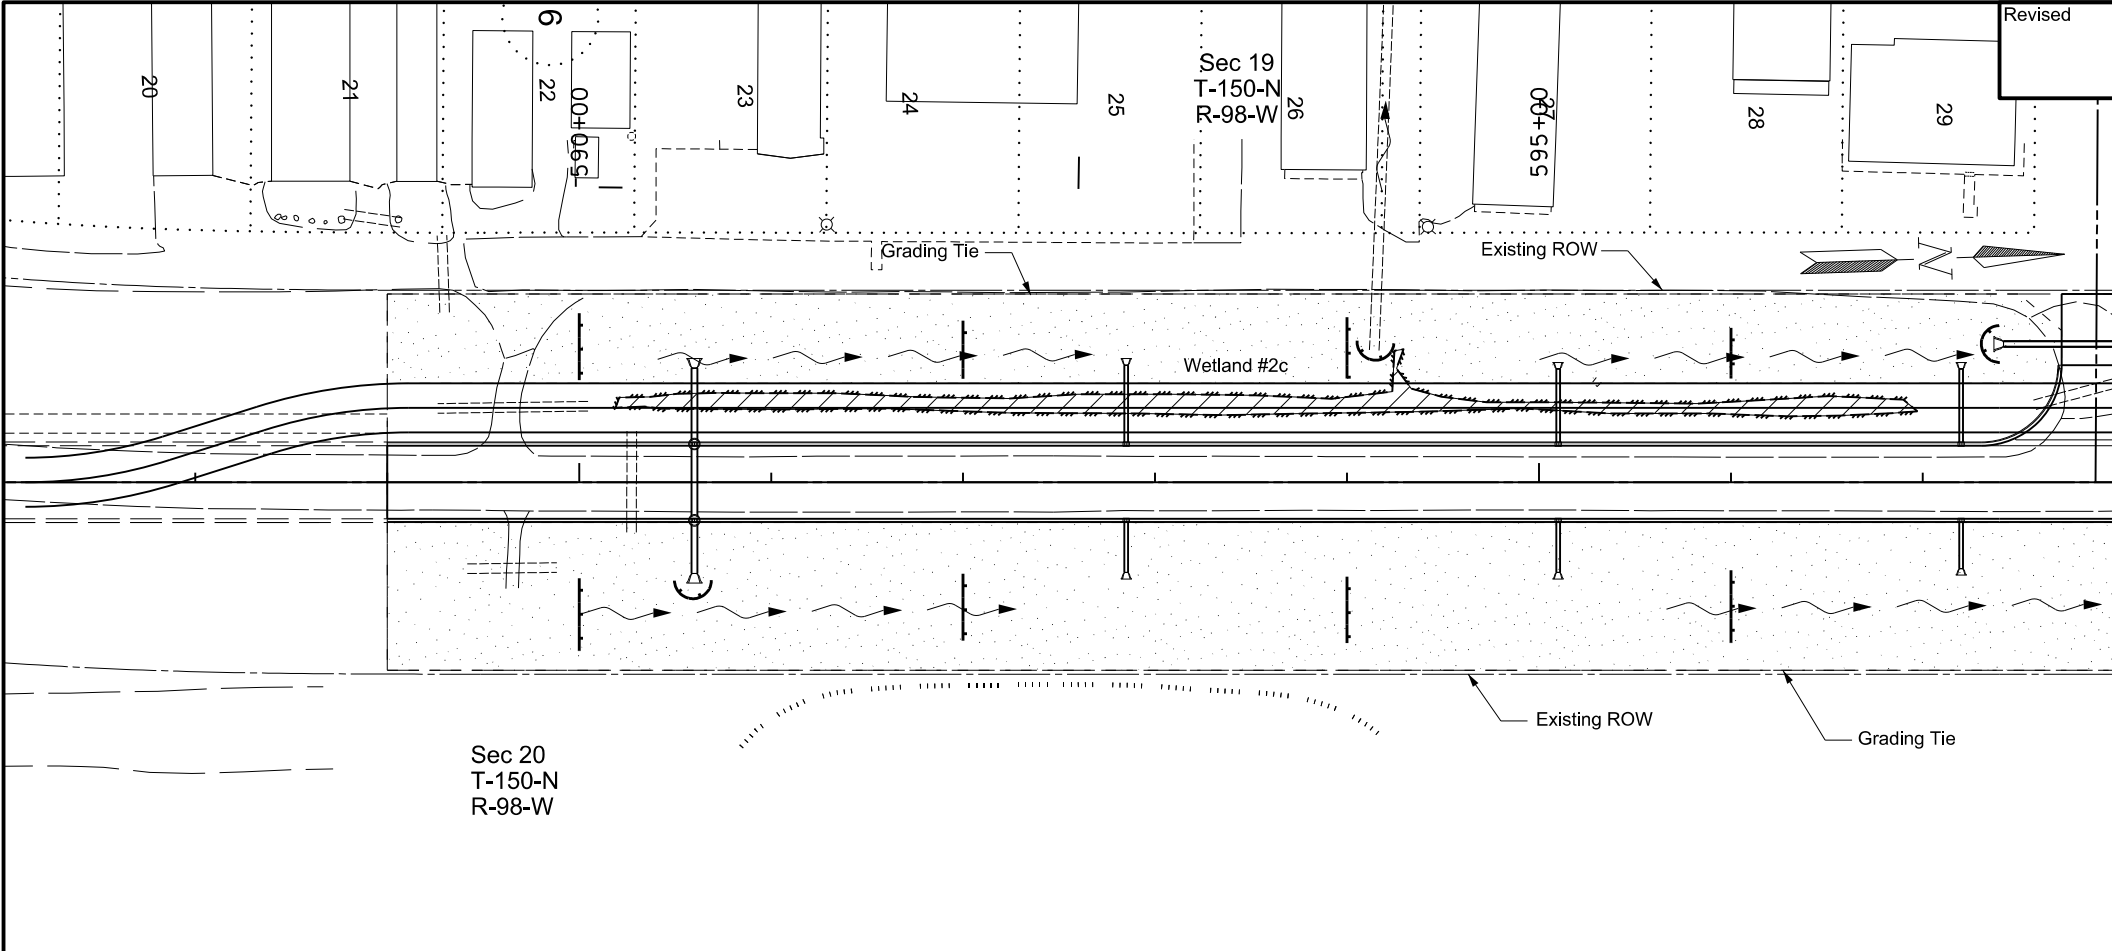 Revised
6
20
21
22
590+00
23
24
25
Sec 19
T-150-N
R-98-W
26
27
595+00
28
29
Grading Tie
Existing ROW
N
Wetland #2c
Existing ROW
Grading Tie
Sec 20
T-150-N
R-98-W